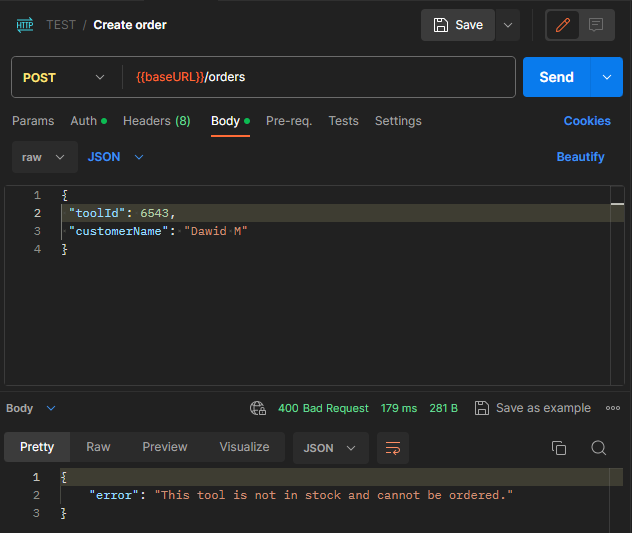 HTTP TEST / Create order Save
POST {{baseURL}}/orders Send
Params Auth Headers (8) Body Pre-req. Tests Settings Cookies
raw JSON Beautify
1 {
2 "toolId": 6543,
3 "customerName": "Dawid M"
4 }
Body 400 Bad Request 179 ms 281 B Save as example
Pretty Raw Preview Visualize JSON
1 {
2 "error": "This tool is not in stock and cannot be ordered."
3 }